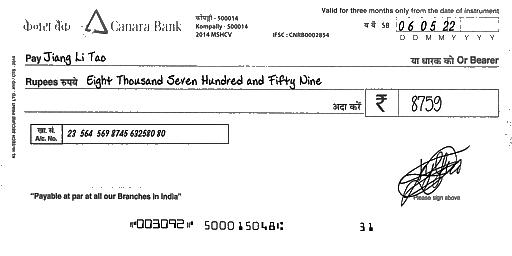 केनरा बैंक Canara Bank
कोंपल्ली - 500014
Kompally - 500014
2014 MSHCV
IFSC : CNRB0002854
Valid for three months only from the date of instrument
SB 06 05 22
D D M M Y Y Y Y
Pay Jiang Li Tao या धारक को Or Bearer
Rupees रुपये Eight Thousand Seven Hundred and Fifty Nine
अदा करें ₹ 8759
खा. सं.
A/c. No. 23 564 569 8745 632580 80
Please sign above
"Payable at par at all our Branches in India"
⑈003092⑈ 500015048⑆ 31